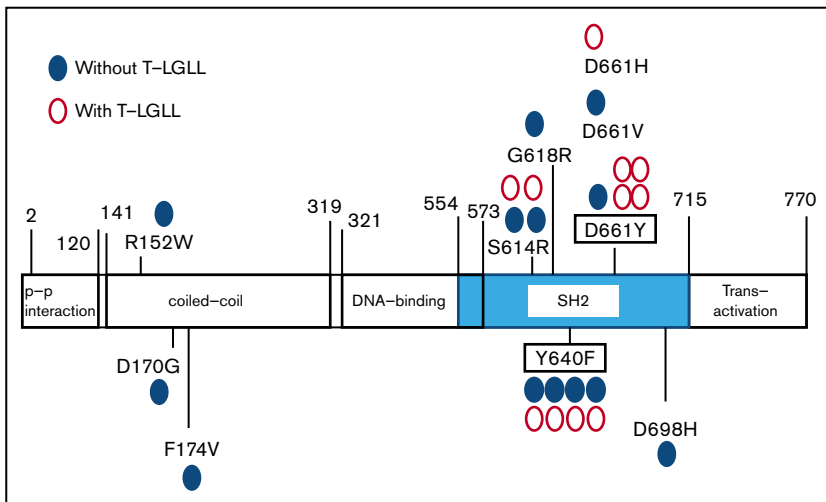 Without T–LGLL
With T–LGLL
D661H
D661V
G618R
S614R
D661Y
2
120
141
R152W
319
321
554
573
715
770
p–p
interaction
coiled–coil
DNA–binding
SH2
Trans–
activation
D170G
F174V
Y640F
D698H